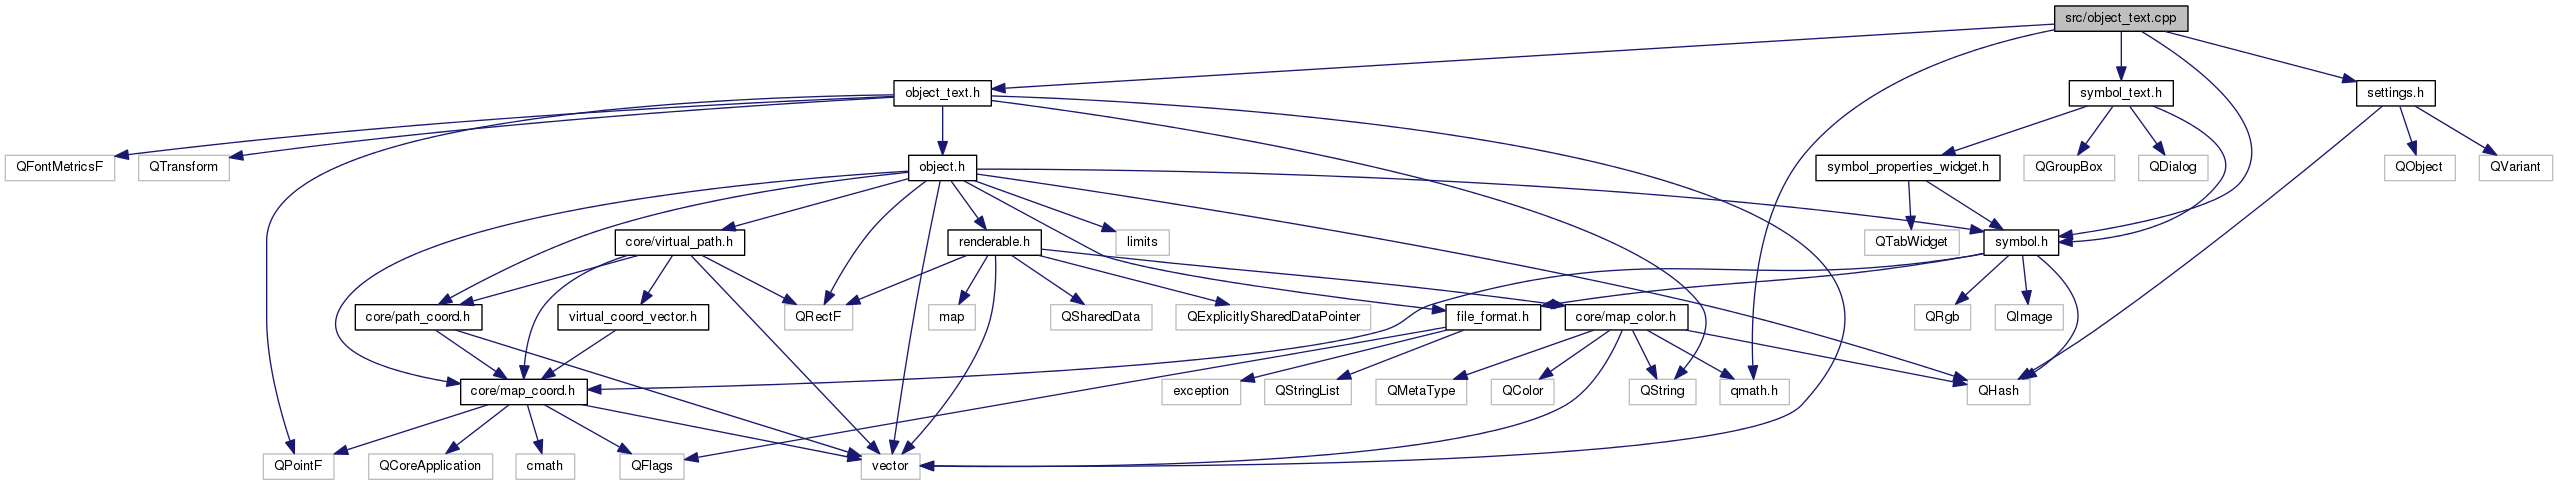 src/object_text.cpp
object_text.h
symbol_text.h
settings.h
QFontMetricsF
QTransform
object.h
symbol_properties_widget.h
QGroupBox
QDialog
QObject
QVariant
core/virtual_path.h
renderable.h
limits
QTabWidget
symbol.h
core/path_coord.h
virtual_coord_vector.h
QRectF
map
QSharedData
QExplicitlySharedDataPointer
file_format.h
core/map_color.h
QRgb
QImage
core/map_coord.h
exception
QStringList
QMetaType
QColor
QString
qmath.h
QHash
QPointF
QCoreApplication
cmath
QFlags
vector